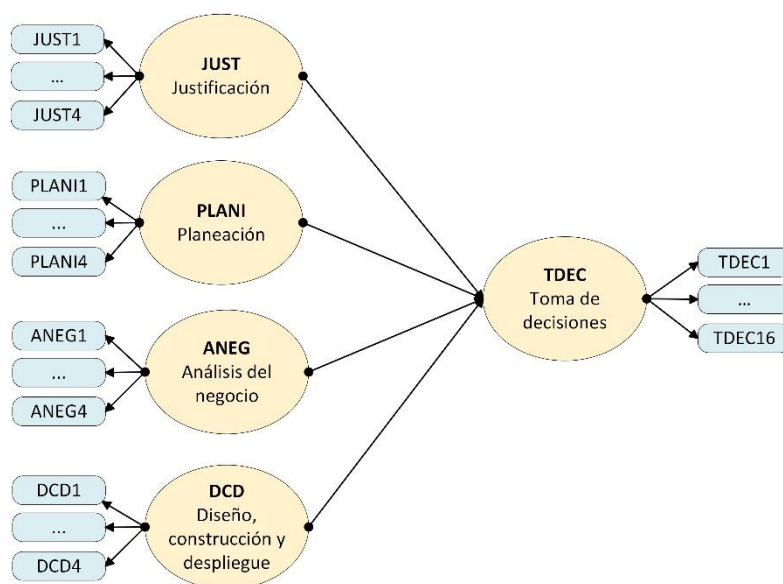 JUST1
...
JUST4
JUST
Justificación
PLANI1
...
PLANI4
PLANI
Planeación
ANEG1
...
ANEG4
ANEG
Análisis del
negocio
DCD1
...
DCD4
DCD
Diseño,
construcción y
despliegue
TDEC
Toma de
decisiones
TDEC1
...
TDEC16